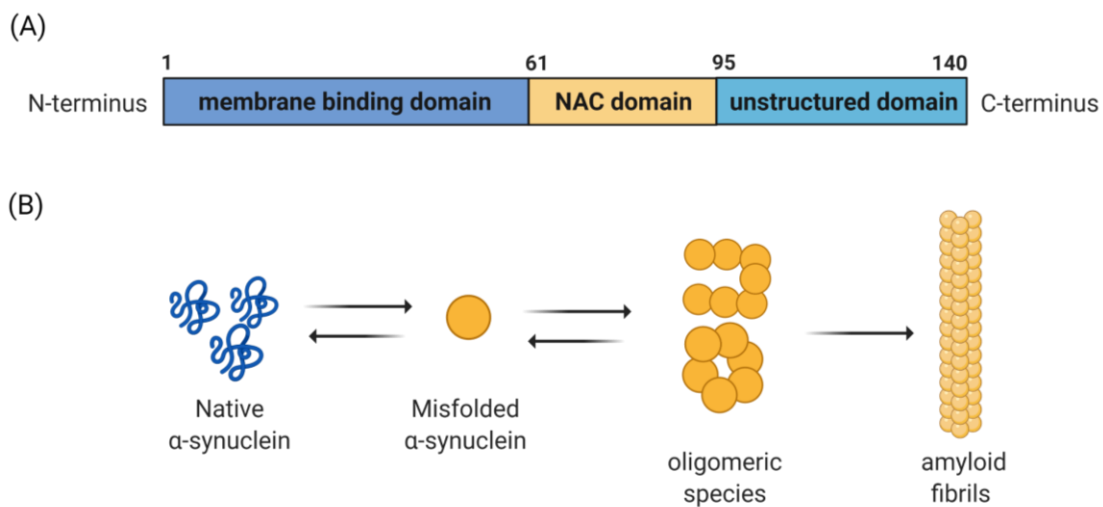 (A)
1 61 95 140
N-terminus membrane binding domain NAC domain unstructured domain C-terminus
(B)
Native
α-synuclein
Misfolded
α-synuclein
oligomeric
species
amyloid
fibrils